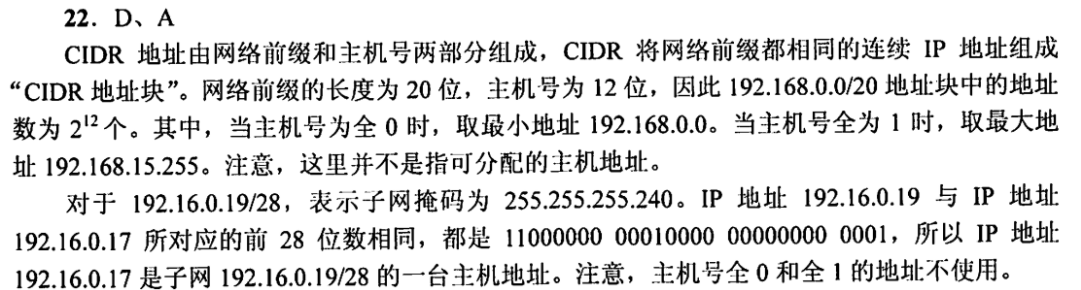 22．D、A
CIDR 地址由网络前缀和主机号两部分组成，CIDR 将网络前缀都相同的连续 IP 地址组成
“CIDR 地址块”。网络前缀的长度为 20 位，主机号为 12 位，因此 192.168.0.0/20 地址块中的地址
数为 2¹²个。其中，当主机号为全 0 时，取最小地址 192.168.0.0。当主机号全为 1 时，取最大地
址 192.168.15.255。注意，这里并不是指可分配的主机地址。
对于 192.16.0.19/28，表示子网掩码为 255.255.255.240。IP 地址 192.16.0.19 与 IP 地址
192.16.0.17 所对应的前 28 位数相同，都是 11000000 00010000 00000000 0001，所以 IP 地址
192.16.0.17 是子网 192.16.0.19/28 的一台主机地址。注意，主机号全 0 和全 1 的地址不使用。